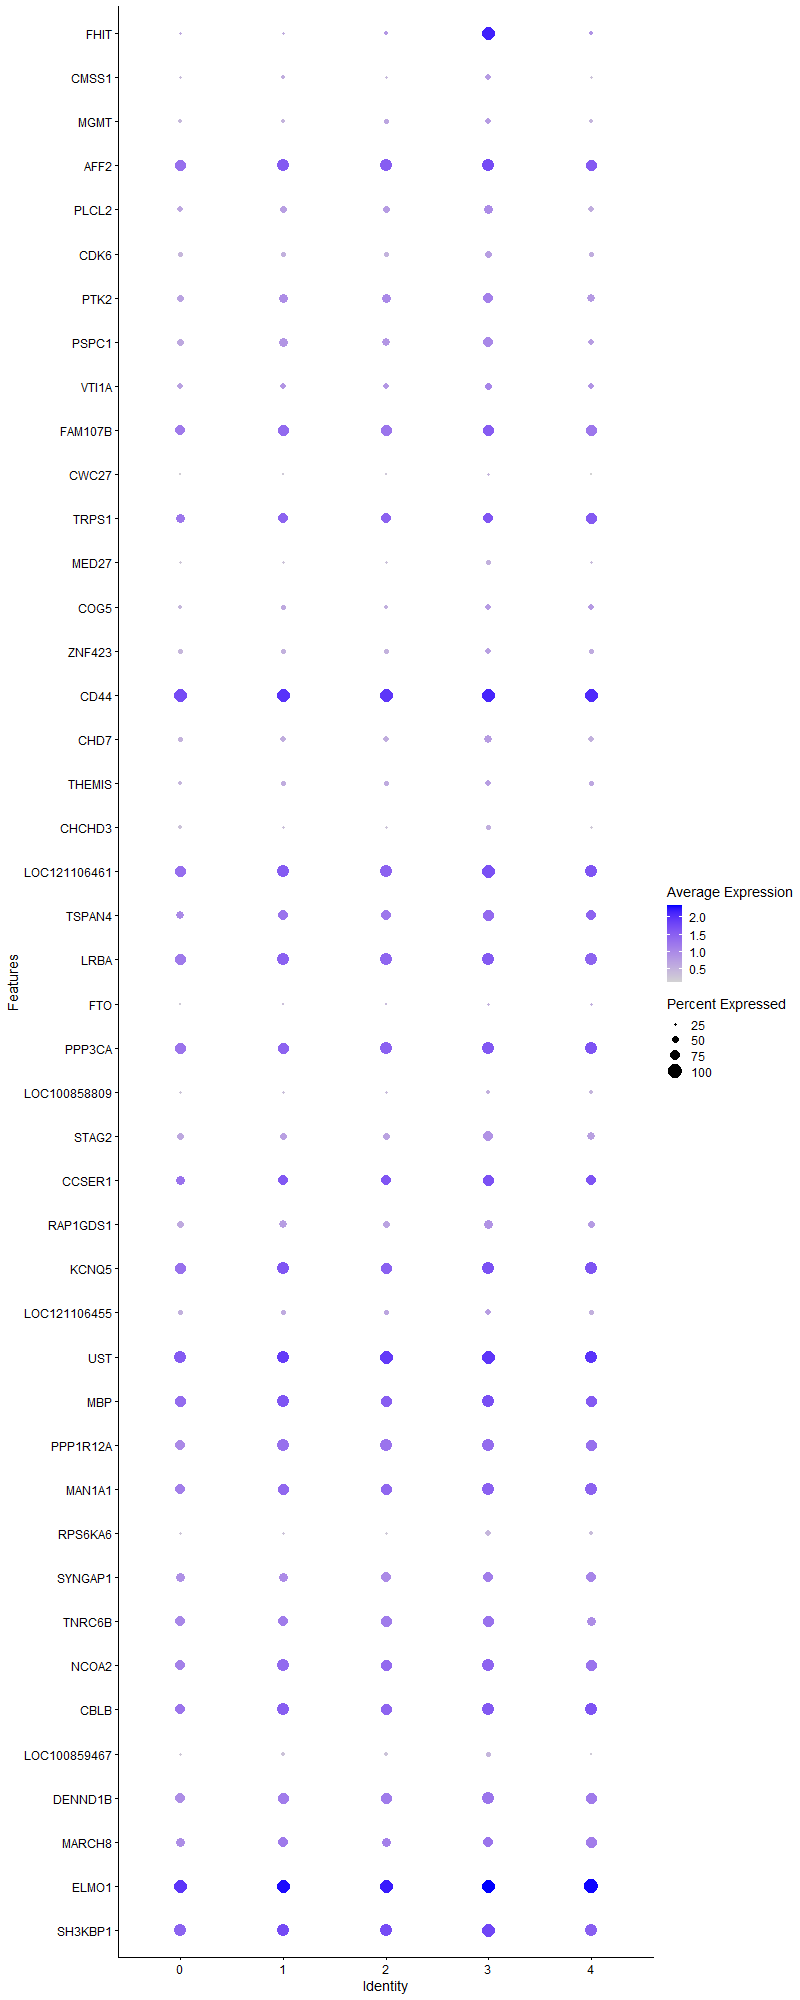 FHIT
CMSS1
MGMT
AFF2
PLCL2
CDK6
PTK2
PSPC1
VTI1A
FAM107B
CWC27
TRPS1
MED27
COG5
ZNF423
CD44
CHD7
THEMIS
CHCHD3
LOC121106461
TSPAN4
LRBA
FTO
PPP3CA
LOC100858809
STAG2
CCSER1
RAP1GDS1
KCNQ5
LOC121106455
UST
MBP
PPP1R12A
MAN1A1
RPS6KA6
SYNGAP1
TNRC6B
NCOA2
CBLB
LOC100859467
DENND1B
MARCH8
ELMO1
SH3KBP1
Features
0 1 2 3 4
Identity
Average Expression
2.0
1.5
1.0
0.5
Percent Expressed
25
50
75
100